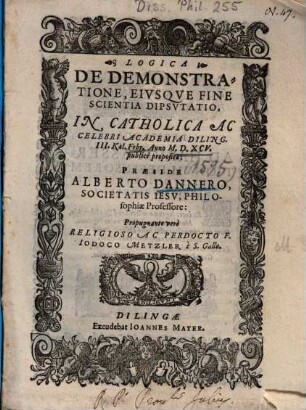 Diss. Phil. 255
LOGICA
DE DEMONSTRA-
TIONE, EIVSQVE FINE
SCIENTIA DIPSVTATIO,
IN CATHOLICA AC
CELEBRI ACADEMIA DILING.
III. Kal. Febr. Anno M. D. XCV.
publicè proposita:
1595
PRÆSIDE
ALBERTO DANNERO,
SOCIETATIS IESV, PHILO-
sophiæ Professore:
Propugnante verò
RELIGIOSO AC PERDOCTO F.
IODOCO METZLER è S. Gallo.
DILINGÆ
Excudebat IOANNES MAYER.